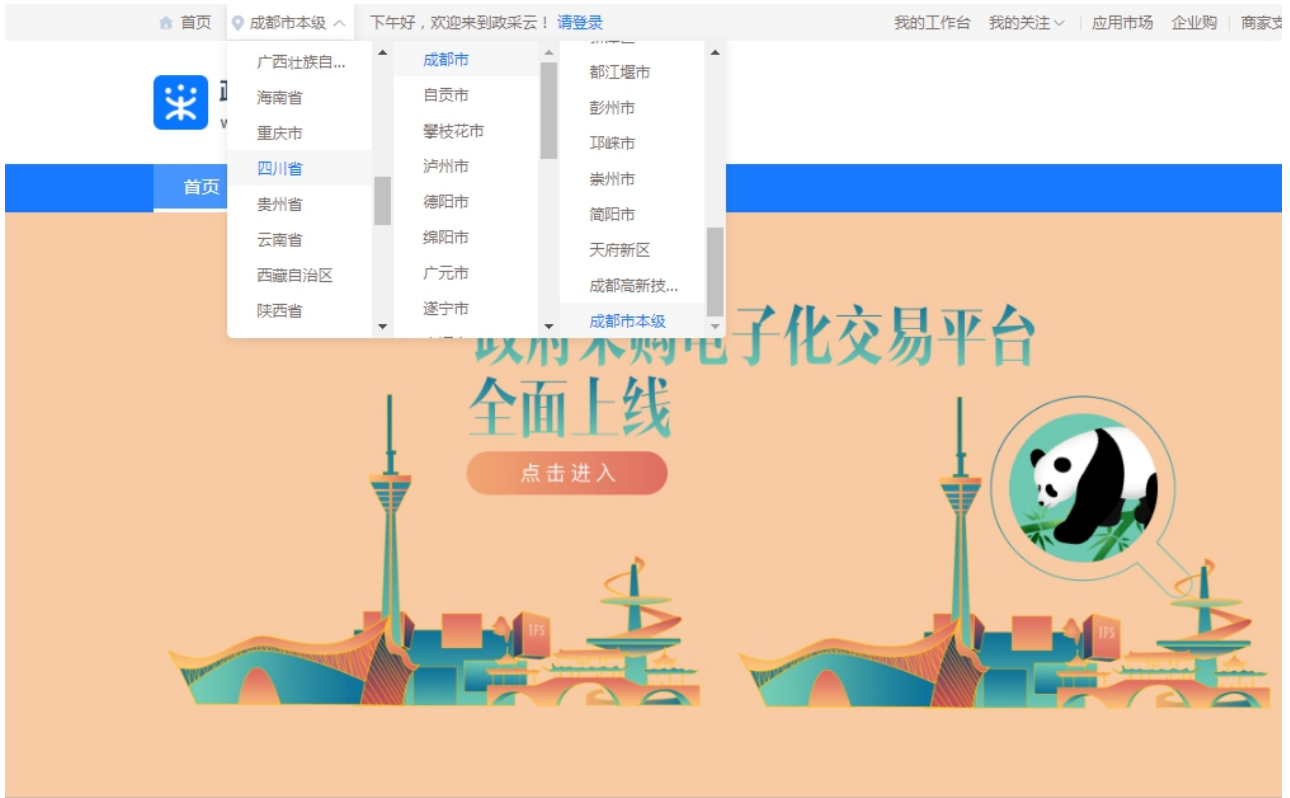 首页 成都市本级 下午好，欢迎来到政采云！ 请登录 我的工作台 我的关注 应用市场 企业购
广西壮族自...
海南省
重庆市
四川省
贵州省
云南省
西藏自治区
陕西省
成都市
自贡市
攀枝花市
泸州市
德阳市
绵阳市
广元市
遂宁市
都江堰市
彭州市
邛崃市
崇州市
简阳市
天府新区
成都高新技...
成都市本级
首页
政府采购电子化交易平台
全面上线
点击进入
IFS
IFS